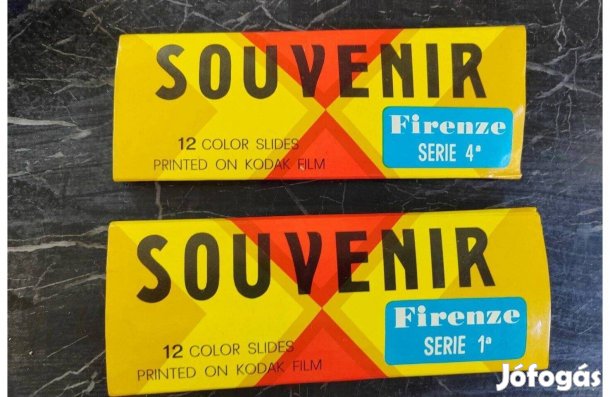 SOUVENIR
Firenze
SERIE 4ª
12 COLOR SLIDES
PRINTED ON KODAK FILM
SOUVENIR
Firenze
SERIE 1ª
12 COLOR SLIDES
PRINTED ON KODAK FILM
Jófogás